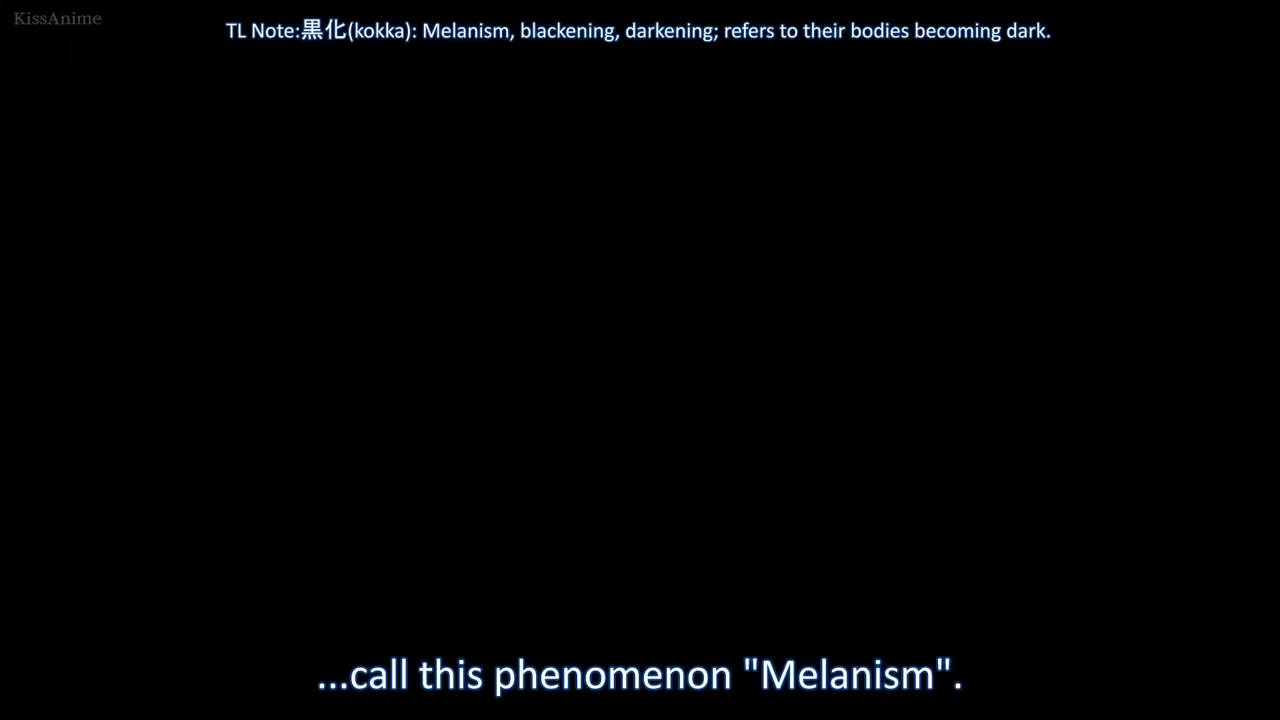 KissAnime
TL Note:黒化(kokka): Melanism, blackening, darkening; refers to their bodies becoming dark.
...call this phenomenon "Melanism".